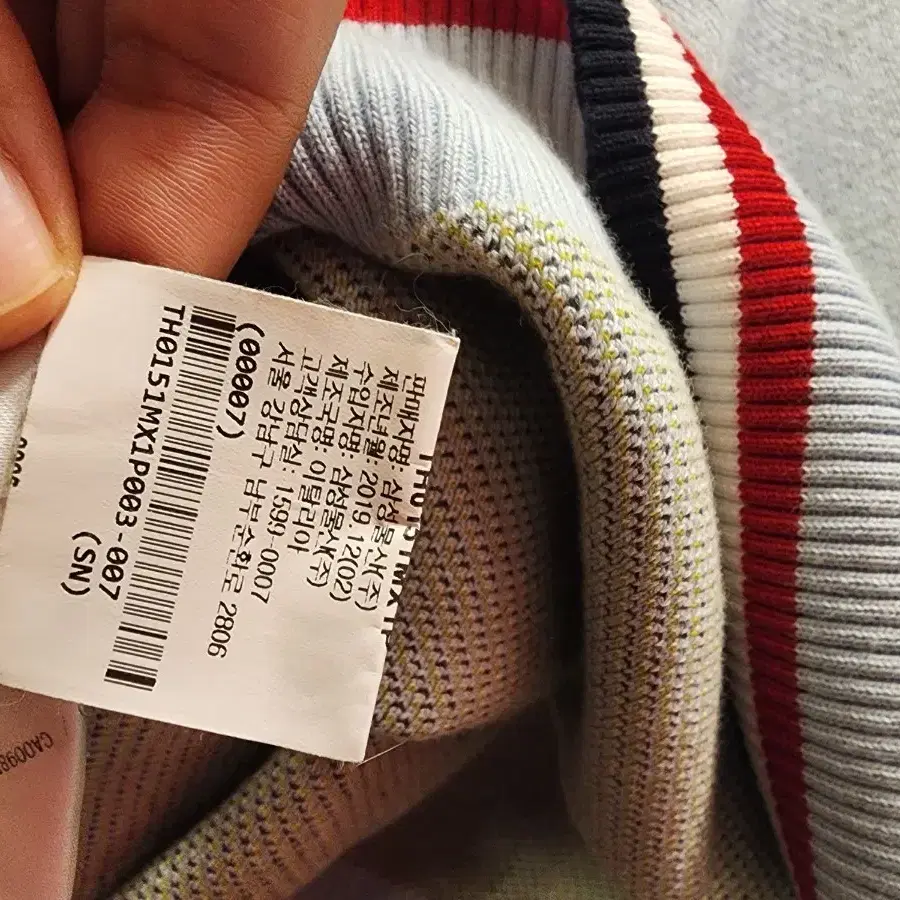 TH0151MX1P
판매자명: 삼성물산(주)
제조년월: 2019.12(02)
수입자명: 삼성물산(주)
제조국명: 이탈리아
고객상담실: 1599-0007
서울 강남구 남부순환로 2806
(00007)
TH0151MX1P003-007
(SN)